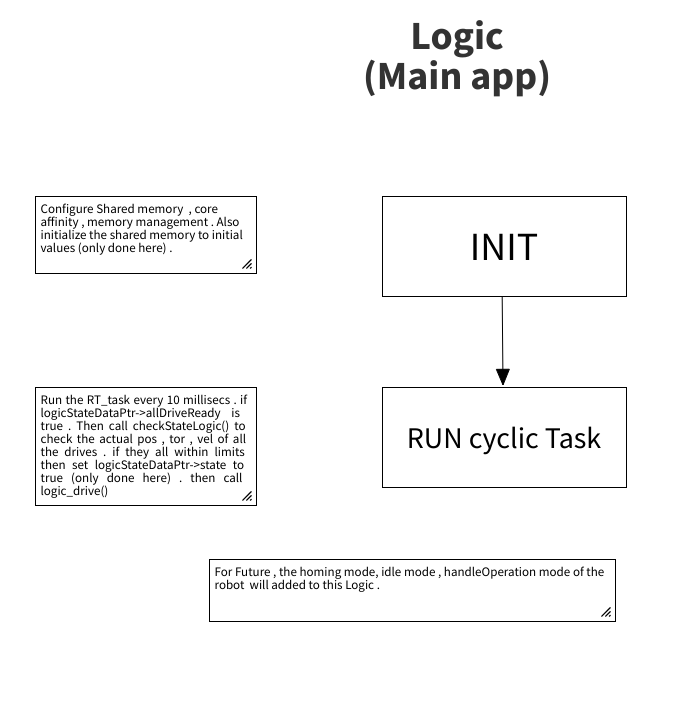 Logic
(Main app)
Configure Shared memory , core
affinity , memory management . Also
initialize the shared memory to initial
values (only done here) .
INIT
Run the RT_task every 10 millisecs . if
logicStateDataPtr->allDriveReady is
true . Then call checkStateLogic() to
check the actual pos , tor , vel of all
the drives . if they all within limits
then set logicStateDataPtr->state to
true (only done here) . then call
logic_drive()
RUN cyclic Task
For Future , the homing mode, idle mode , handleOperation mode of the
robot will added to this Logic .